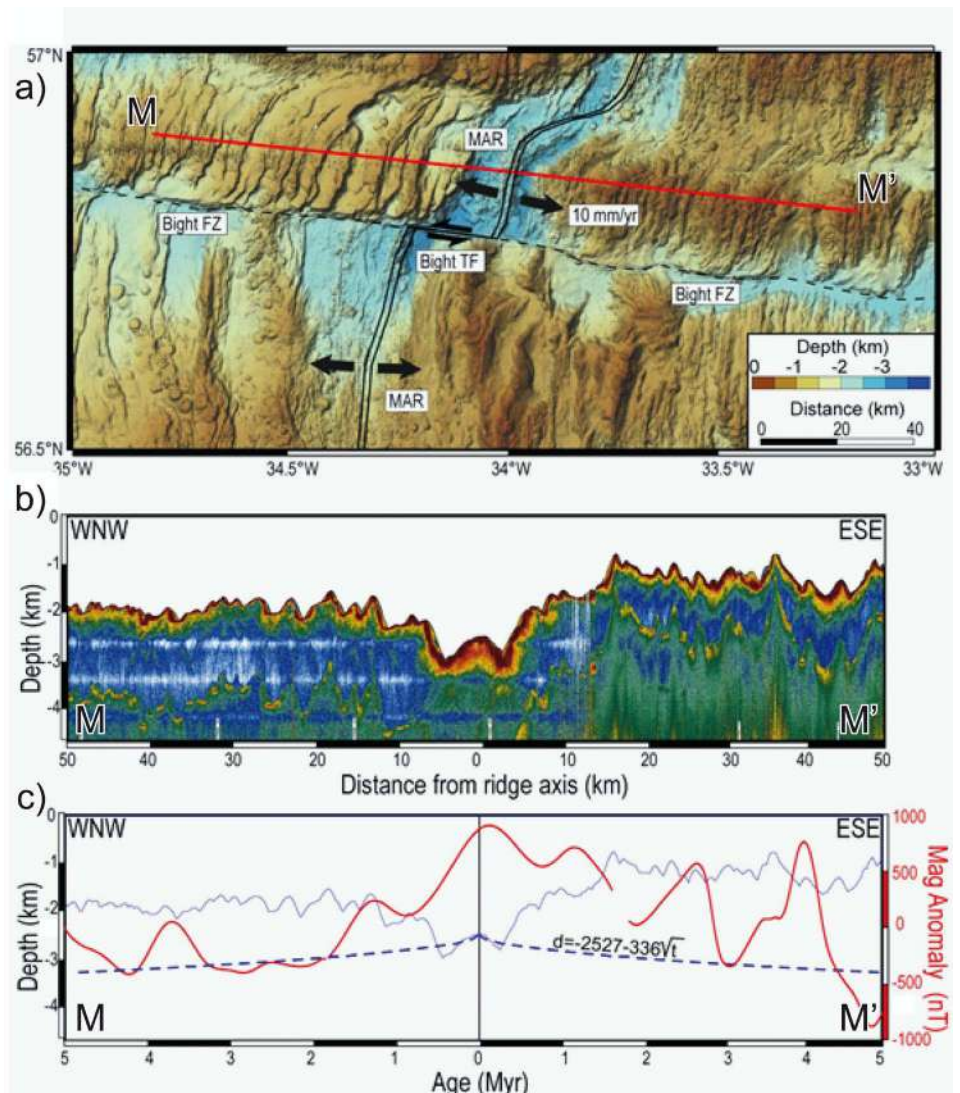 a)
57°N
M
MAR
M'
10 mm/yr
Bight FZ
Bight TF
Bight FZ
MAR
Depth (km)
0 -1 -2 -3
Distance (km)
0 20 40
56.5°N
35°W 34.5°W 34°W 33.5°W 33°W
b)
WNW ESE
0
-1
-2
-3
-4
Depth (km)
M M'
50 40 30 20 10 0 10 20 30 40 50
Distance from ridge axis (km)
c)
WNW ESE
0
-1
-2
-3
-4
Depth (km)
d=-2527-336√t
1000
500
0
-500
-1000
Mag Anomaly (nT)
M M'
5 4 3 2 1 0 1 2 3 4 5
Age (Myr)